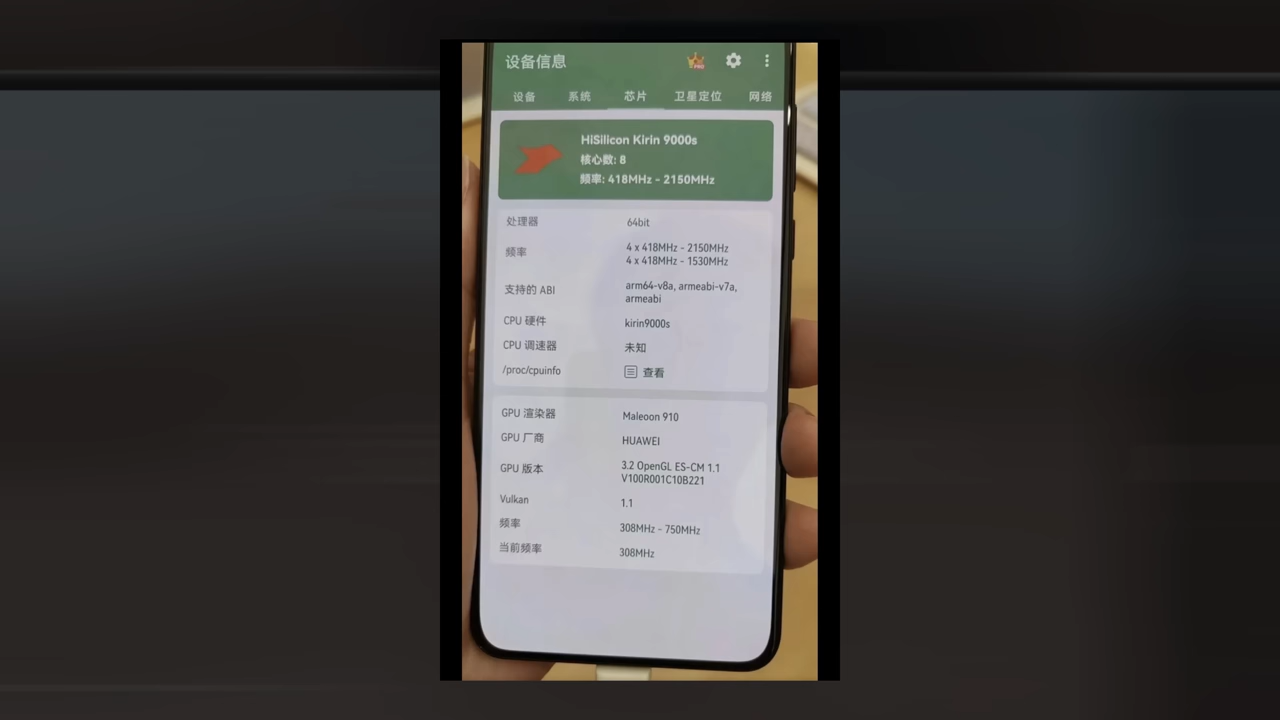 设备信息
PRO
设备 系统 芯片 卫星定位 网络
HiSilicon Kirin 9000s
核心数: 8
频率: 418MHz - 2150MHz
处理器 64bit
频率 4 x 418MHz - 2150MHz
4 x 418MHz - 1530MHz
支持的 ABI arm64-v8a, armeabi-v7a,
armeabi
CPU 硬件 kirin9000s
CPU 调速器 未知
/proc/cpuinfo 查看
GPU 渲染器 Maleoon 910
GPU 厂商 HUAWEI
GPU 版本 3.2 OpenGL ES-CM 1.1
V100R001C10B221
Vulkan 1.1
频率 308MHz - 750MHz
当前频率 308MHz